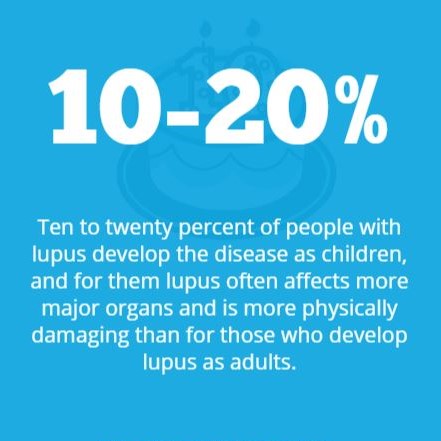 10-20%
Ten to twenty percent of people with
lupus develop the disease as children,
and for them lupus often affects more
major organs and is more physically
damaging than for those who develop
lupus as adults.